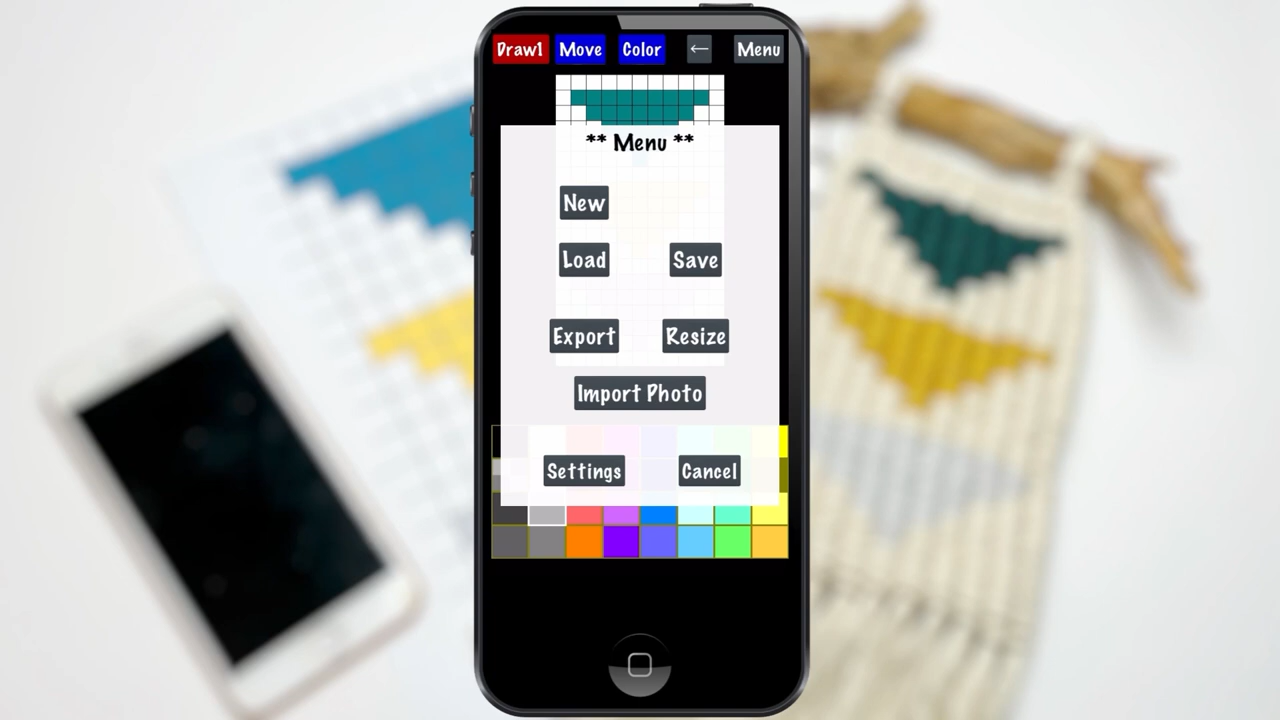 Draw1 Move Color ← Menu
** Menu **
New
Load Save
Export Resize
Import Photo
Settings Cancel